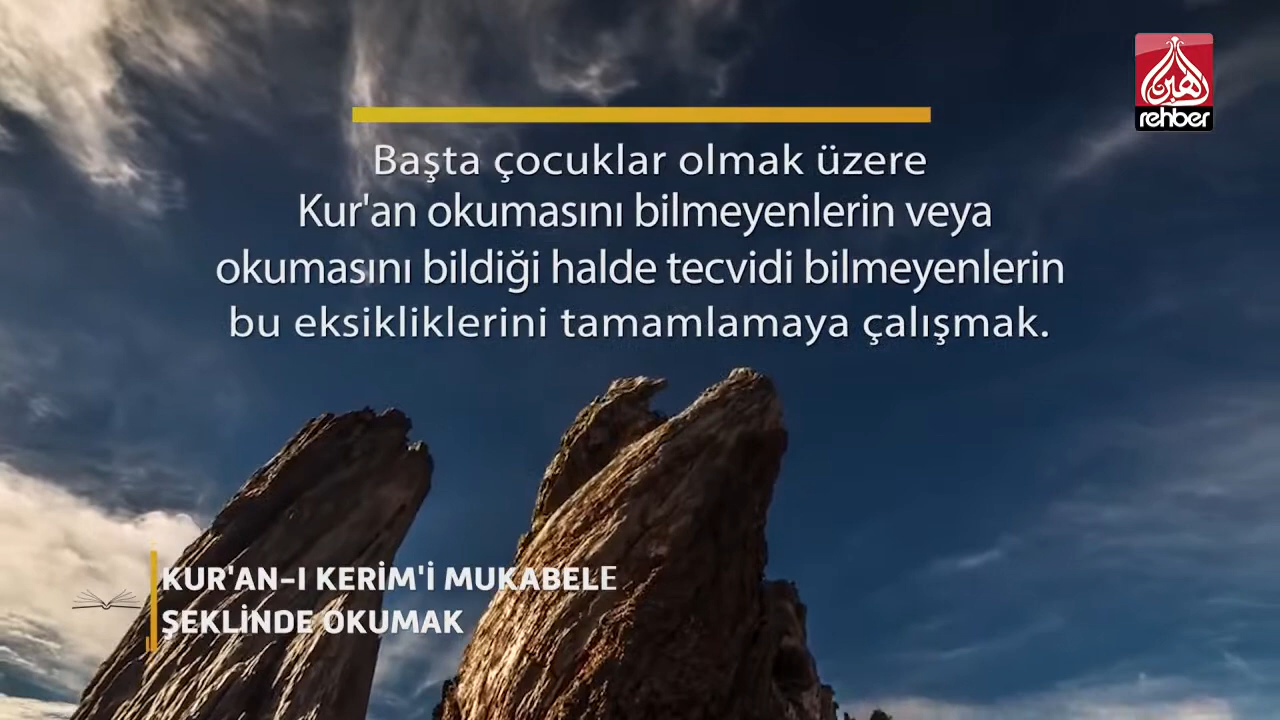 رهبر
rehber
Başta çocuklar olmak üzere
Kur'an okumasını bilmeyenlerin veya
okumasını bildiği halde tecvidi bilmeyenlerin
bu eksikliklerini tamamlamaya çalışmak.
KUR'AN-I KERİM'İ MUKABELE
ŞEKLİNDE OKUMAK